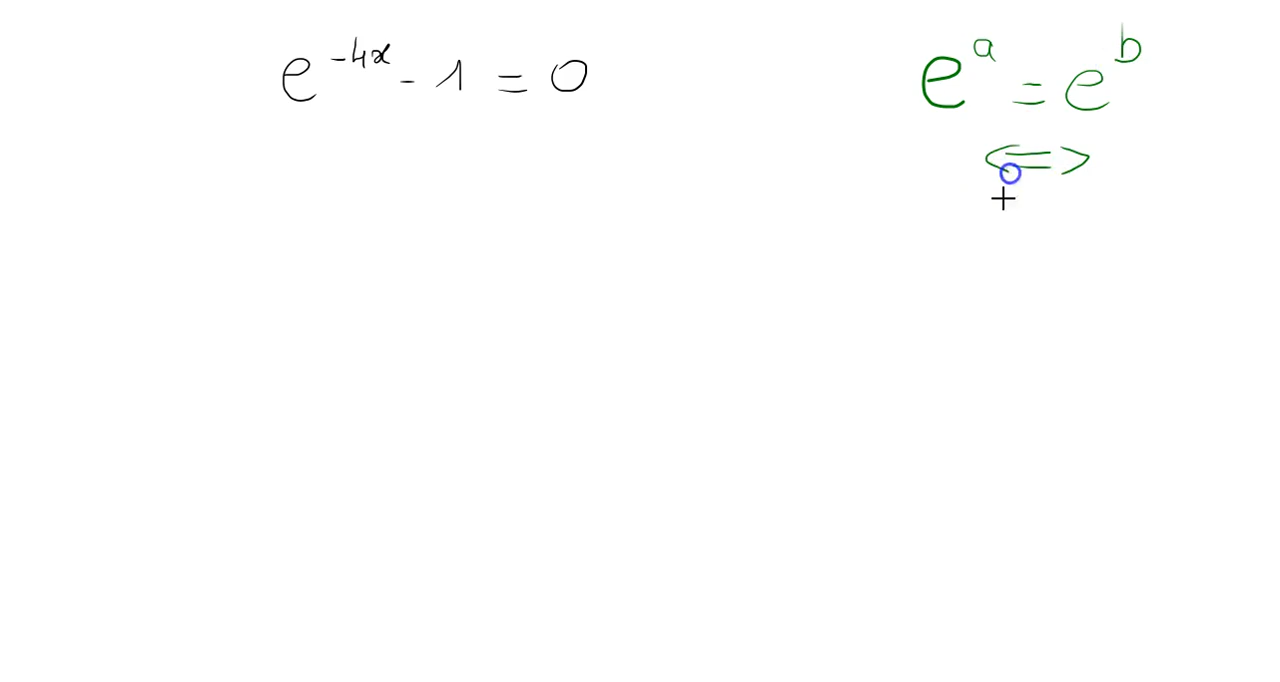 e^{-4x} - 1 = 0
e^a = e^b
⟺